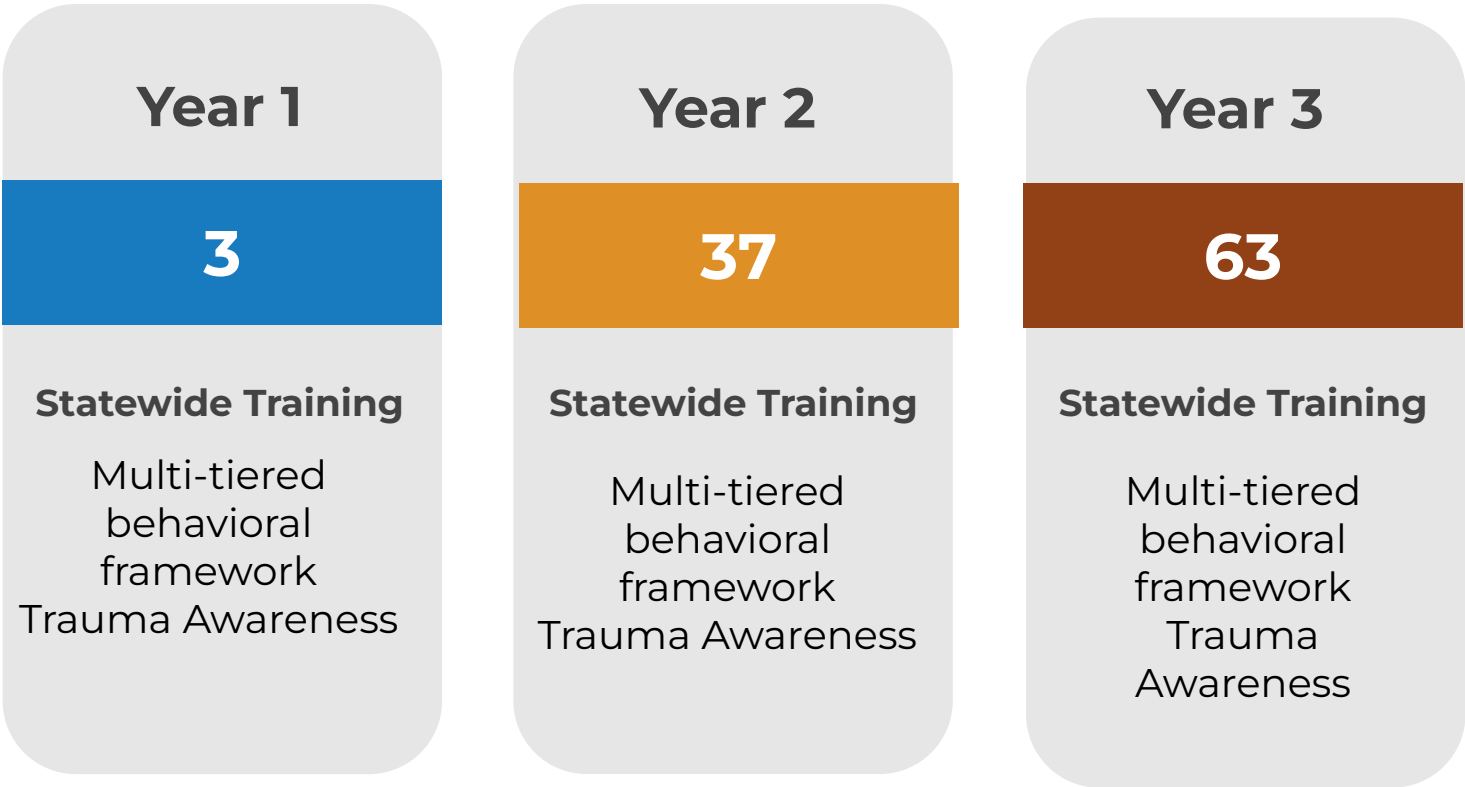 Year 1
3
Statewide Training
Multi-tiered
behavioral
framework
Trauma Awareness
Year 2
37
Statewide Training
Multi-tiered
behavioral
framework
Trauma Awareness
Year 3
63
Statewide Training
Multi-tiered
behavioral
framework
Trauma
Awareness